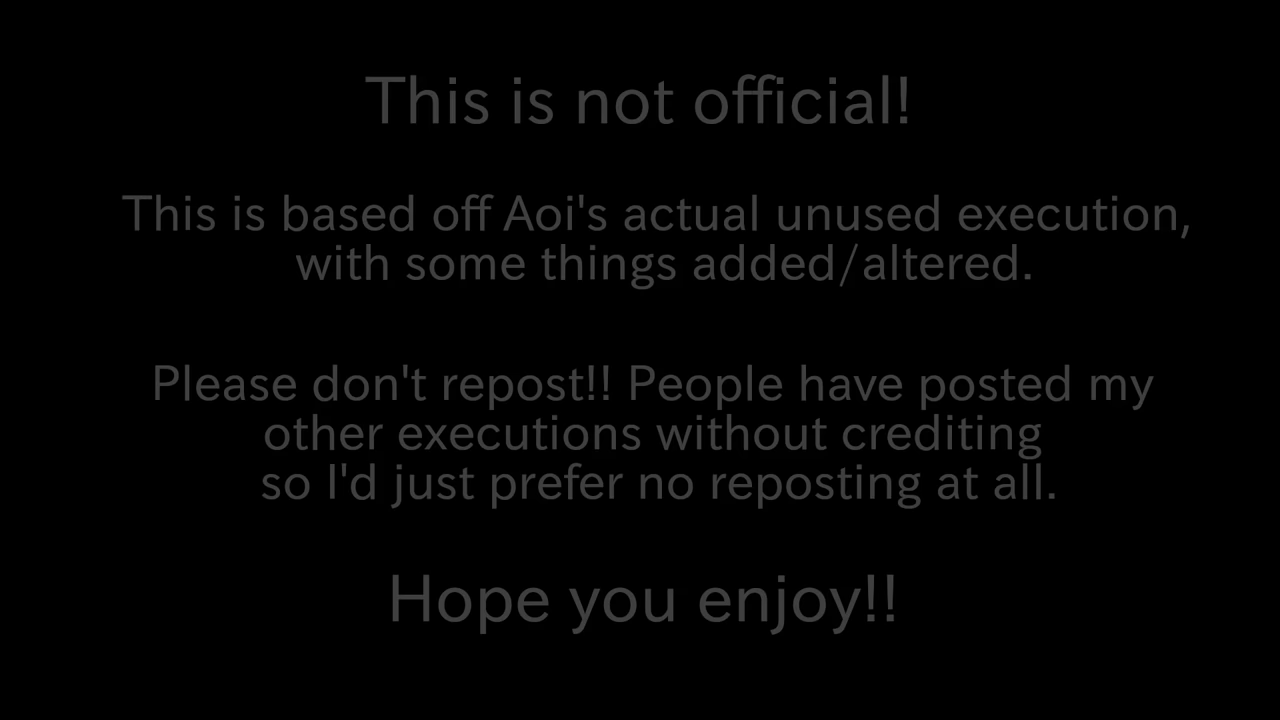 This is not official!
This is based off Aoi's actual unused execution,
with some things added/altered.
Please don't repost!! People have posted my
other executions without crediting
so I'd just prefer no reposting at all.
Hope you enjoy!!